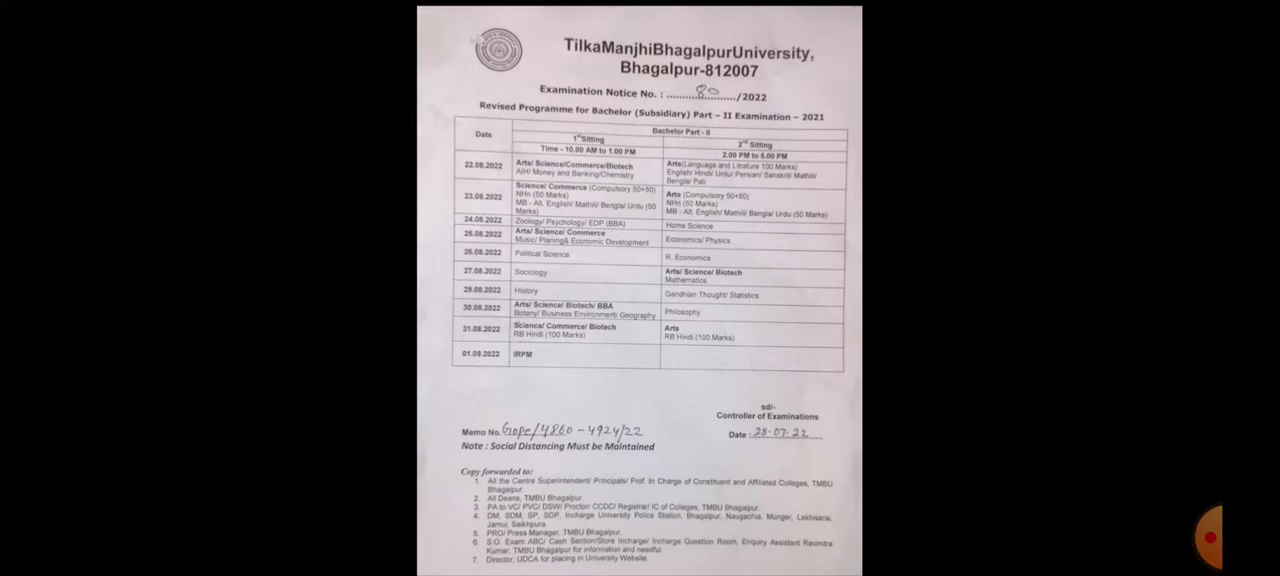 TilkaManjhiBhagalpurUniversity,
Bhagalpur-812007
Examination Notice No. : .......80......../2022
Revised Programme for Bachelor (Subsidiary) Part – II Examination – 2021
Date
Bachelor Part - II
1st Sitting
Time - 10.00 AM to 1.00 PM
2nd Sitting
2.00 PM to 5.00 PM
22.08.2022
Arts/ Science/Commerce/Biotech
AIH/ Money and Banking/Chemistry
Arts(Language and Litrature 100 Marks)
English/ Hindi/ Urdu/ Persian/ Sanskrit/ Maithili/
Bengla/ Pali
23.08.2022
Science/ Commerce (Compulsory 50+50)
NHn (50 Marks)
MB - Alt. English/ Maithili/ Bengla/ Urdu (50
Marks)
Arts (Compulsory 50+50)
NHn (50 Marks)
MB - Alt. English/ Maithili/ Bengla/ Urdu (50 Marks)
24.08.2022
Zoology/ Psychology/ EDP (BBA)
Home Science
25.08.2022
Arts/ Science/ Commerce
Music/ Planing& Economic Development
Economics/ Physics
26.08.2022
Political Science
R. Economics
27.08.2022
Sociology
Arts/ Science/ Biotech
Mathematics
29.08.2022
History
Gandhian Thought/ Statistics
30.08.2022
Arts/ Science/ Biotech/ BBA
Botany/ Business Environment/ Geography
Philosophy
31.08.2022
Science/ Commerce/ Biotech
RB Hindi (100 Marks)
Arts
RB Hindi (100 Marks)
01.09.2022
IRPM
sd/-
Controller of Examinations
Memo No. Gope/4860 - 4924/22
Date - 28.07.22
Note : Social Distancing Must be Maintained
Copy forwarded to:
1. All the Centre Superintendent/ Principals/ Prof. In Charge of Constituent and Affiliated Colleges, TMBU
Bhagalpur.
2. All Deans, TMBU Bhagalpur.
3. PA to VC/ PVC/ DSW/ Proctor/ CCDC/ Registrar/ IC of Colleges, TMBU Bhagalpur.
4. DM, SDM, SP, SDP, Incharge University Police Station, Bhagalpur, Naugachia, Munger, Lakhisarai,
Jamui, Seikhpura.
5. PRO/ Press Manager, TMBU Bhagalpur.
6. S.O. Exam ABC/ Cash Section/Store Incharge/ Incharge Question Room, Enquiry Assistant Ravindra
Kumar, TMBU Bhagalpur for information and needful.
7. Director, UDCA for placing in University Website.